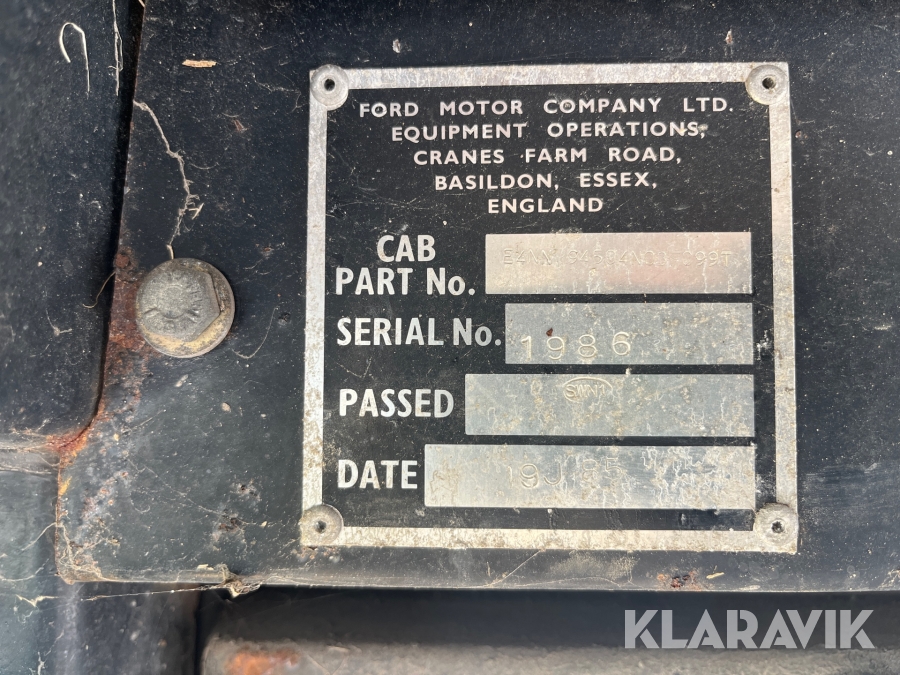 FORD MOTOR COMPANY LTD.
EQUIPMENT OPERATIONS,
CRANES FARM ROAD,
BASILDON, ESSEX,
ENGLAND
CAB
PART No.
SERIAL No. 1986
PASSED SWN1
DATE
KLARAVIK